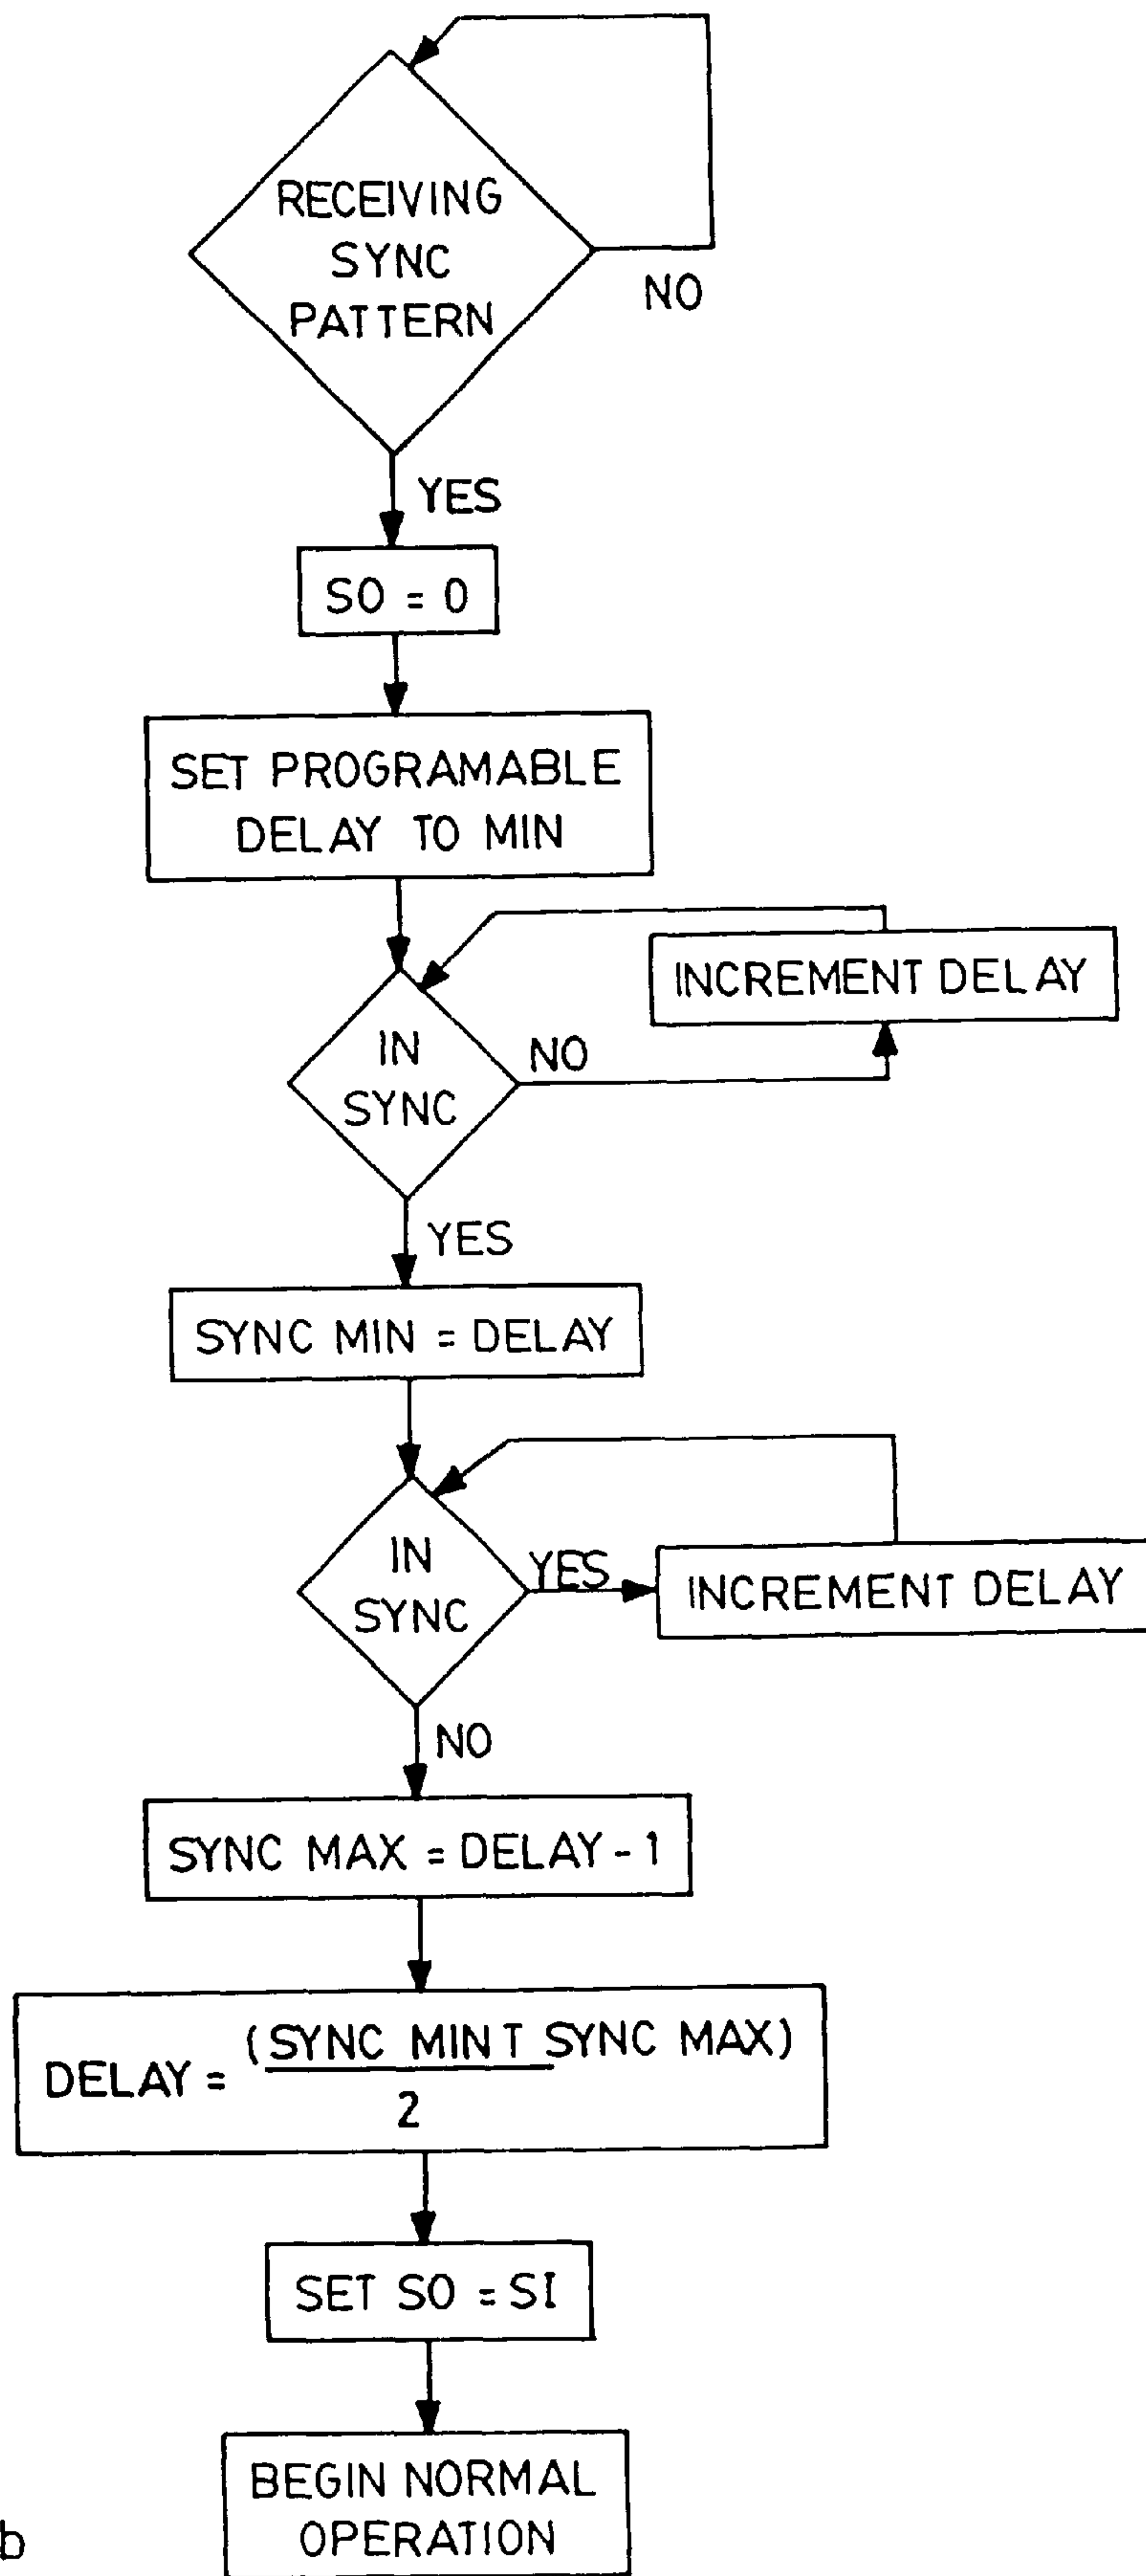 RECEIVING
SYNC
PATTERN
NO
YES
SO = 0
SET PROGRAMABLE
DELAY TO MIN
INCREMENT DELAY
IN
SYNC
NO
YES
SYNC MIN = DELAY
IN
SYNC
YES
INCREMENT DELAY
NO
SYNC MAX = DELAY - 1
DELAY = (SYNC MIN T SYNC MAX)
2
SET SO = SI
BEGIN NORMAL
OPERATION
b